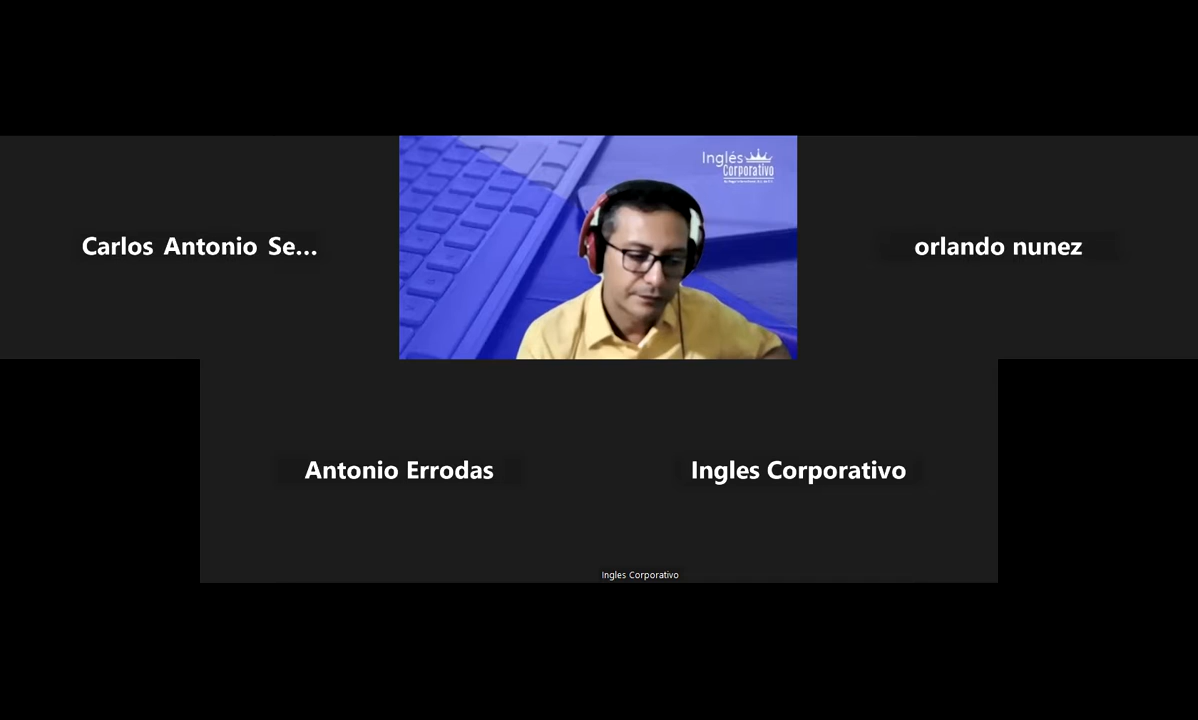 Carlos Antonio Se...
Inglés
Corporativo
orlando nunez
Antonio Errodas
Ingles Corporativo
Ingles Corporativo